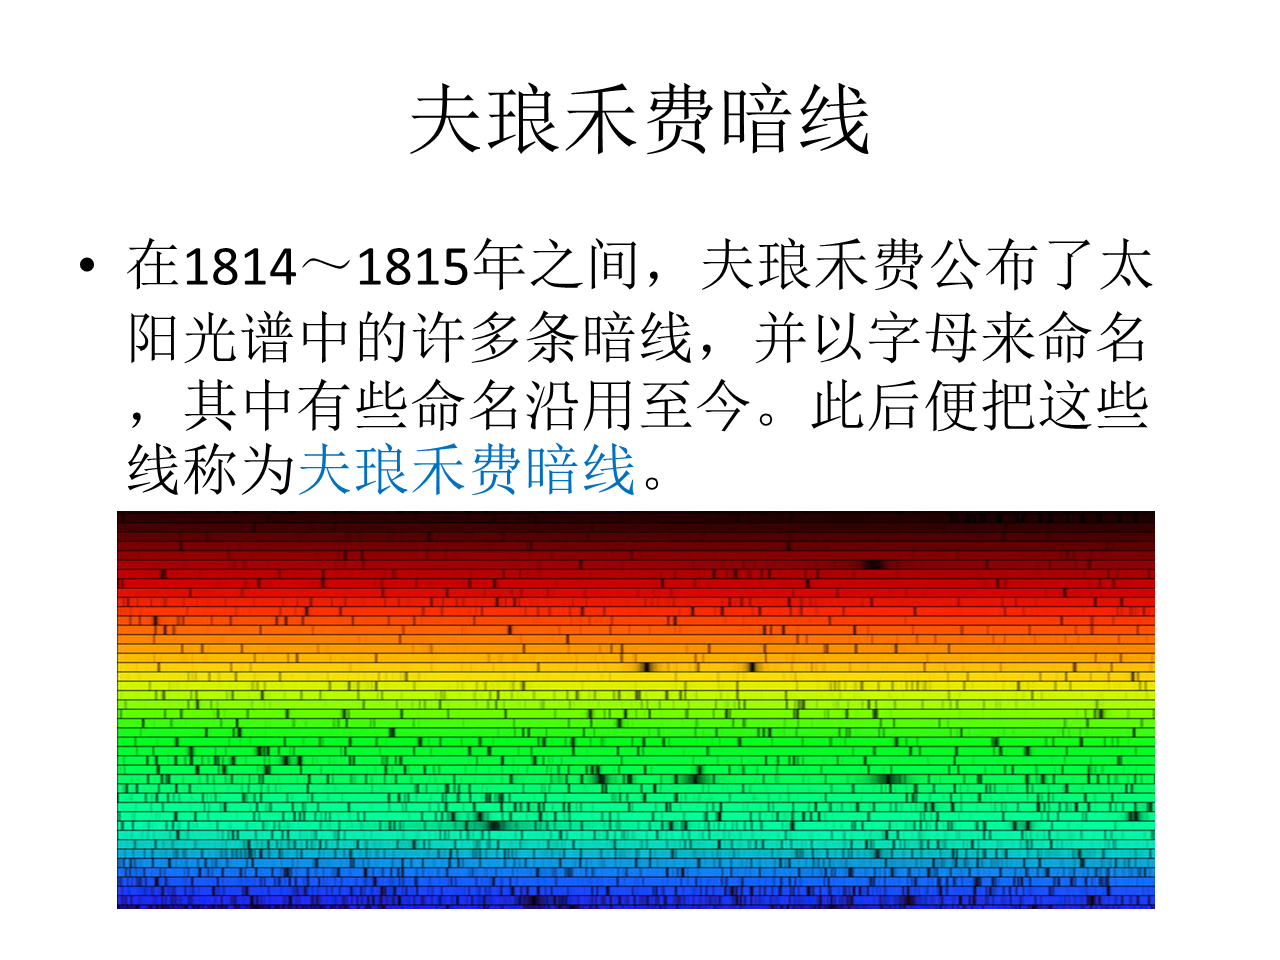 夫琅禾费暗线
• 在1814～1815年之间，夫琅禾费公布了太
阳光谱中的许多条暗线，并以字母来命名
，其中有些命名沿用至今。此后便把这些
线称为夫琅禾费暗线。